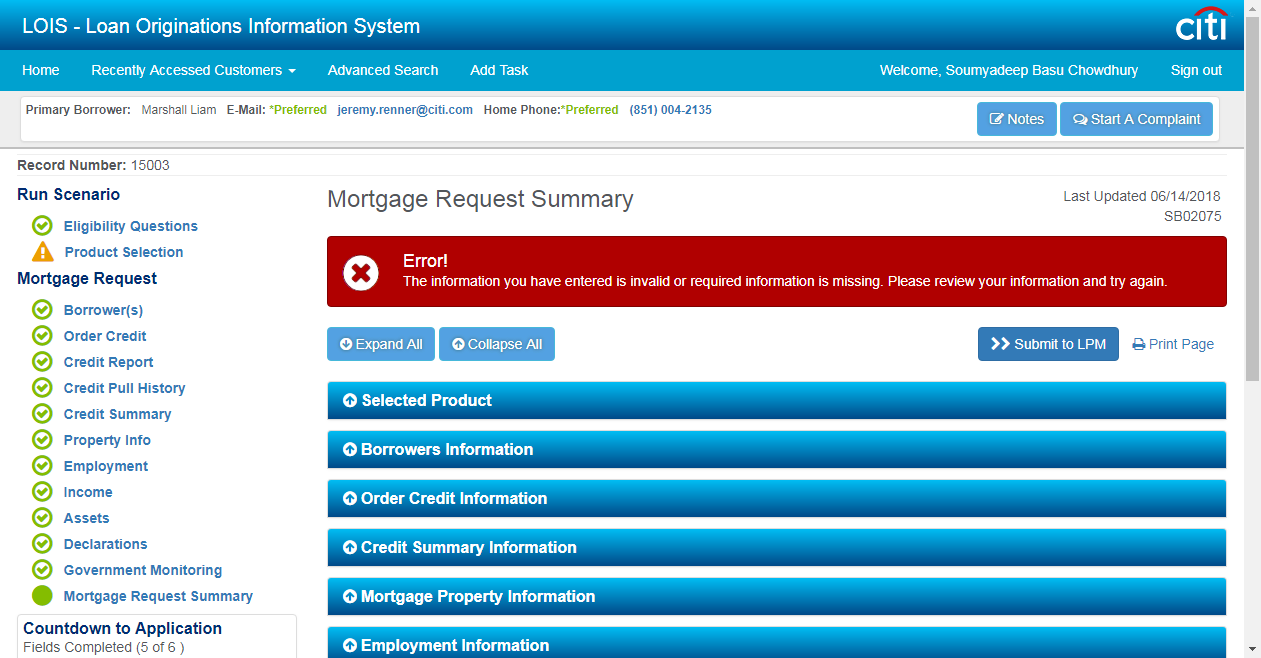 LOIS - Loan Originations Information System
citi
Home Recently Accessed Customers Advanced Search Add Task Welcome, Soumyadeep Basu Chowdhury Sign out
Primary Borrower: Marshall Liam E-Mail: *Preferred jeremy.renner@citi.com Home Phone:*Preferred (851) 004-2135
Notes Start A Complaint
Record Number: 15003
Run Scenario
Eligibility Questions
Product Selection
Mortgage Request
Borrower(s)
Order Credit
Credit Report
Credit Pull History
Credit Summary
Property Info
Employment
Income
Assets
Declarations
Government Monitoring
Mortgage Request Summary
Countdown to Application
Fields Completed (5 of 6 )
Mortgage Request Summary
Last Updated 06/14/2018
SB02075
Error!
The information you have entered is invalid or required information is missing. Please review your information and try again.
Expand All Collapse All Submit to LPM Print Page
Selected Product
Borrowers Information
Order Credit Information
Credit Summary Information
Mortgage Property Information
Employment Information